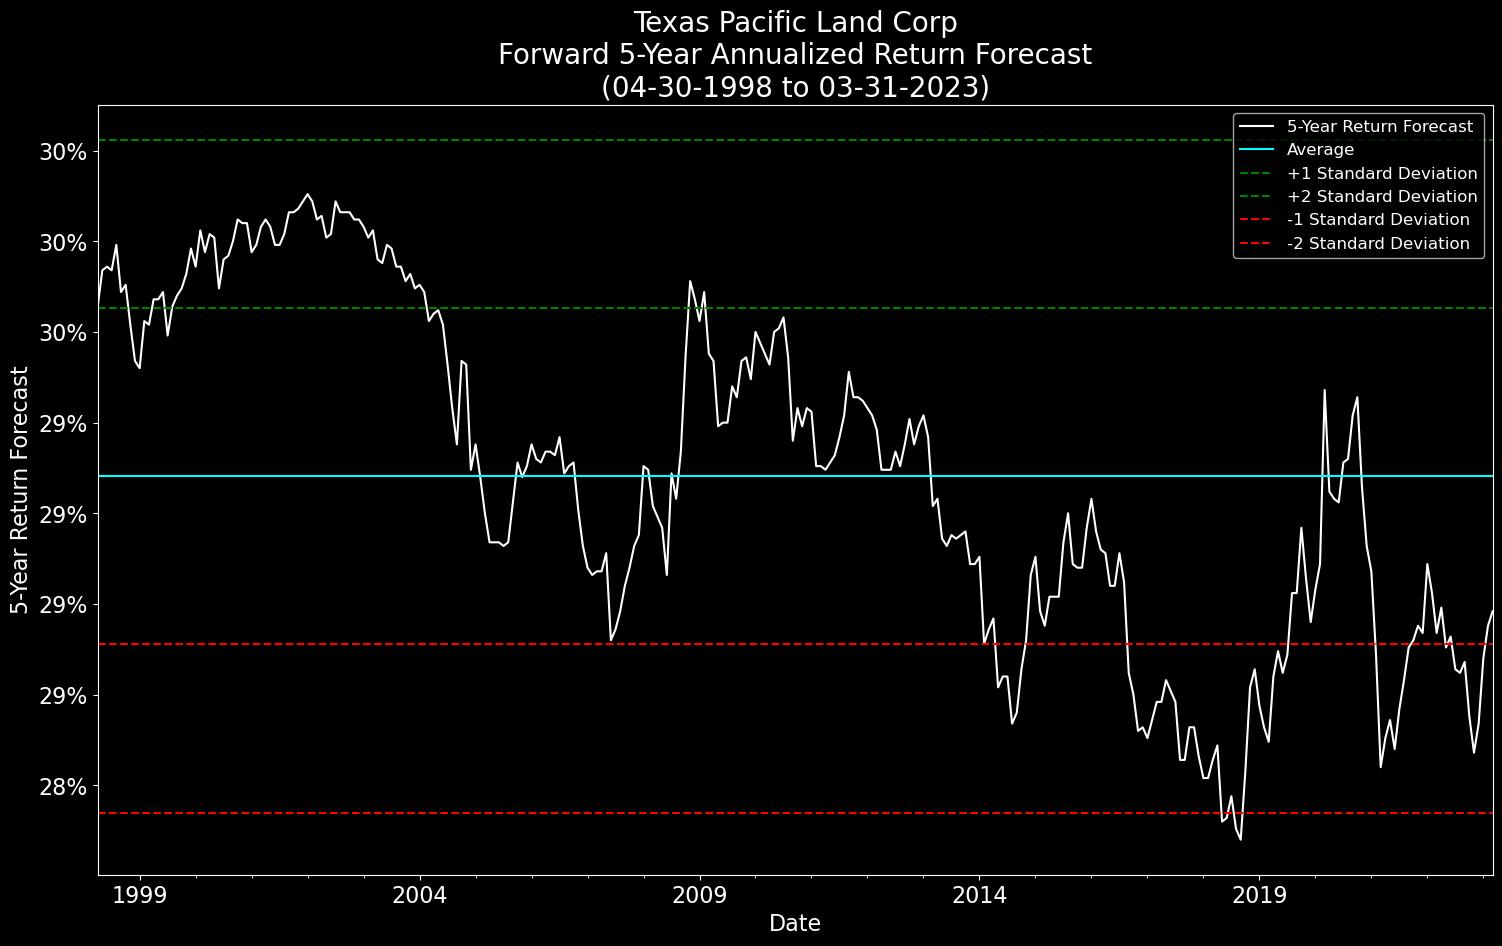 Texas Pacific Land Corp
Forward 5-Year Annualized Return Forecast
(04-30-1998 to 03-31-2023)
5-Year Return Forecast
Average
+1 Standard Deviation
+2 Standard Deviation
-1 Standard Deviation
-2 Standard Deviation
30%
30%
30%
29%
29%
29%
29%
28%
5-Year Return Forecast
1999
2004
2009
2014
2019
Date